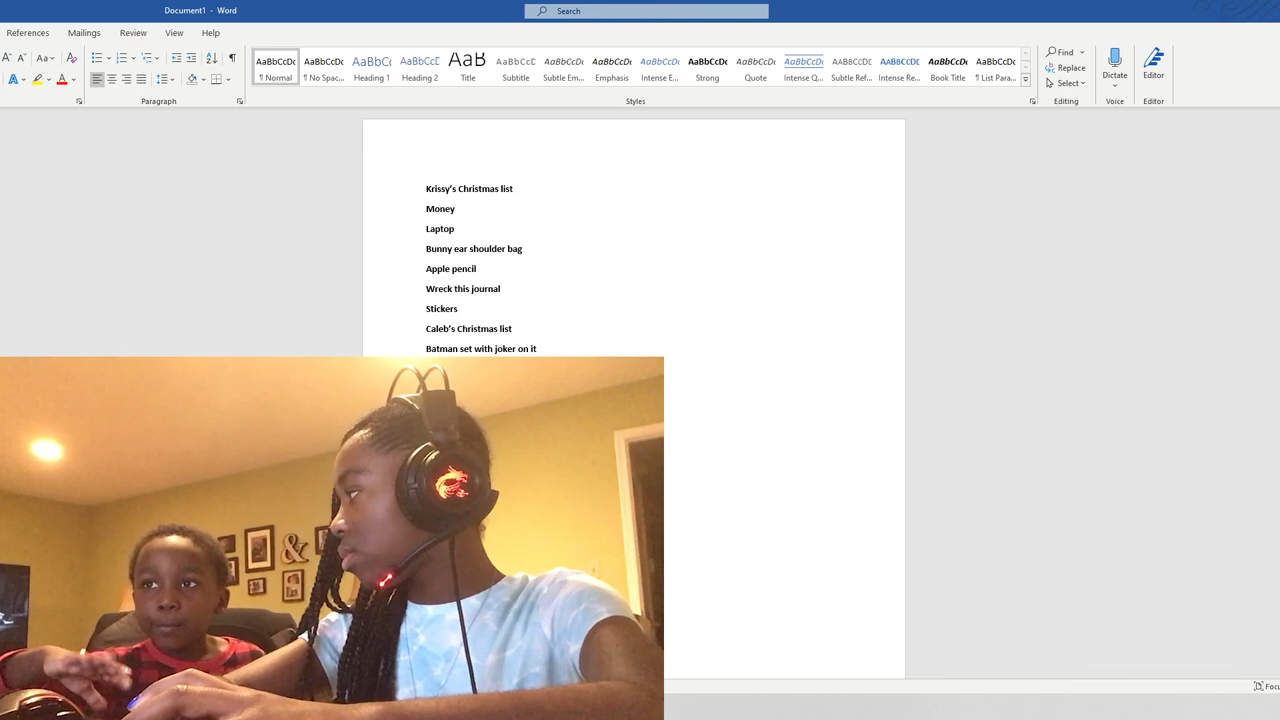 Document1 - Word
Search
References Mailings Review View Help
Aa
AaBbCcDc AaBbCcDc AaBbCc AaBbCcC AaB AaBbCcD AaBbCcDc AaBbCcDc AaBbCcDc AaBbCcDc AaBbCcDc AaBbCcDc AaBbCcDc AaBbCcDc AaBbCcDc AaBbCcDc
¶ Normal ¶ No Spac... Heading 1 Heading 2 Title Subtitle Subtle Em... Emphasis Intense E... Strong Quote Intense Q... Subtle Ref... Intense Re... Book Title ¶ List Para...
Find
Replace
Select
Dictate
Editor
Paragraph Styles Editing Voice Editor
Krissy's Christmas list
Money
Laptop
Bunny ear shoulder bag
Apple pencil
Wreck this journal
Stickers
Caleb's Christmas list
Batman set with joker on it
&
Focu